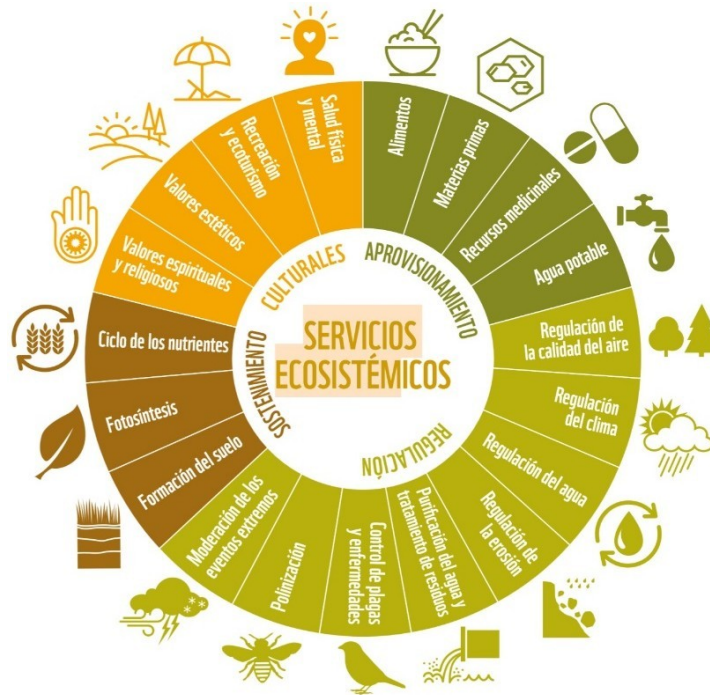 SERVICIOS
ECOSISTÉMICOS
CULTURALES
APROVISIONAMIENTO
REGULACIÓN
SOSTENIMIENTO
Alimentos
Materias primas
Recursos medicinales
Agua potable
Regulación de
la calidad del aire
Regulación
del clima
Regulación del agua
Regulación de
la erosión
Purificación del agua y
tratamiento de residuos
Control de plagas
y enfermedades
Polinización
Moderación de los
eventos extremos
Formación del suelo
Fotosíntesis
Ciclo de los nutrientes
Valores espirituales
y religiosos
Valores estéticos
Recreación
y ecoturismo
Salud física
y mental